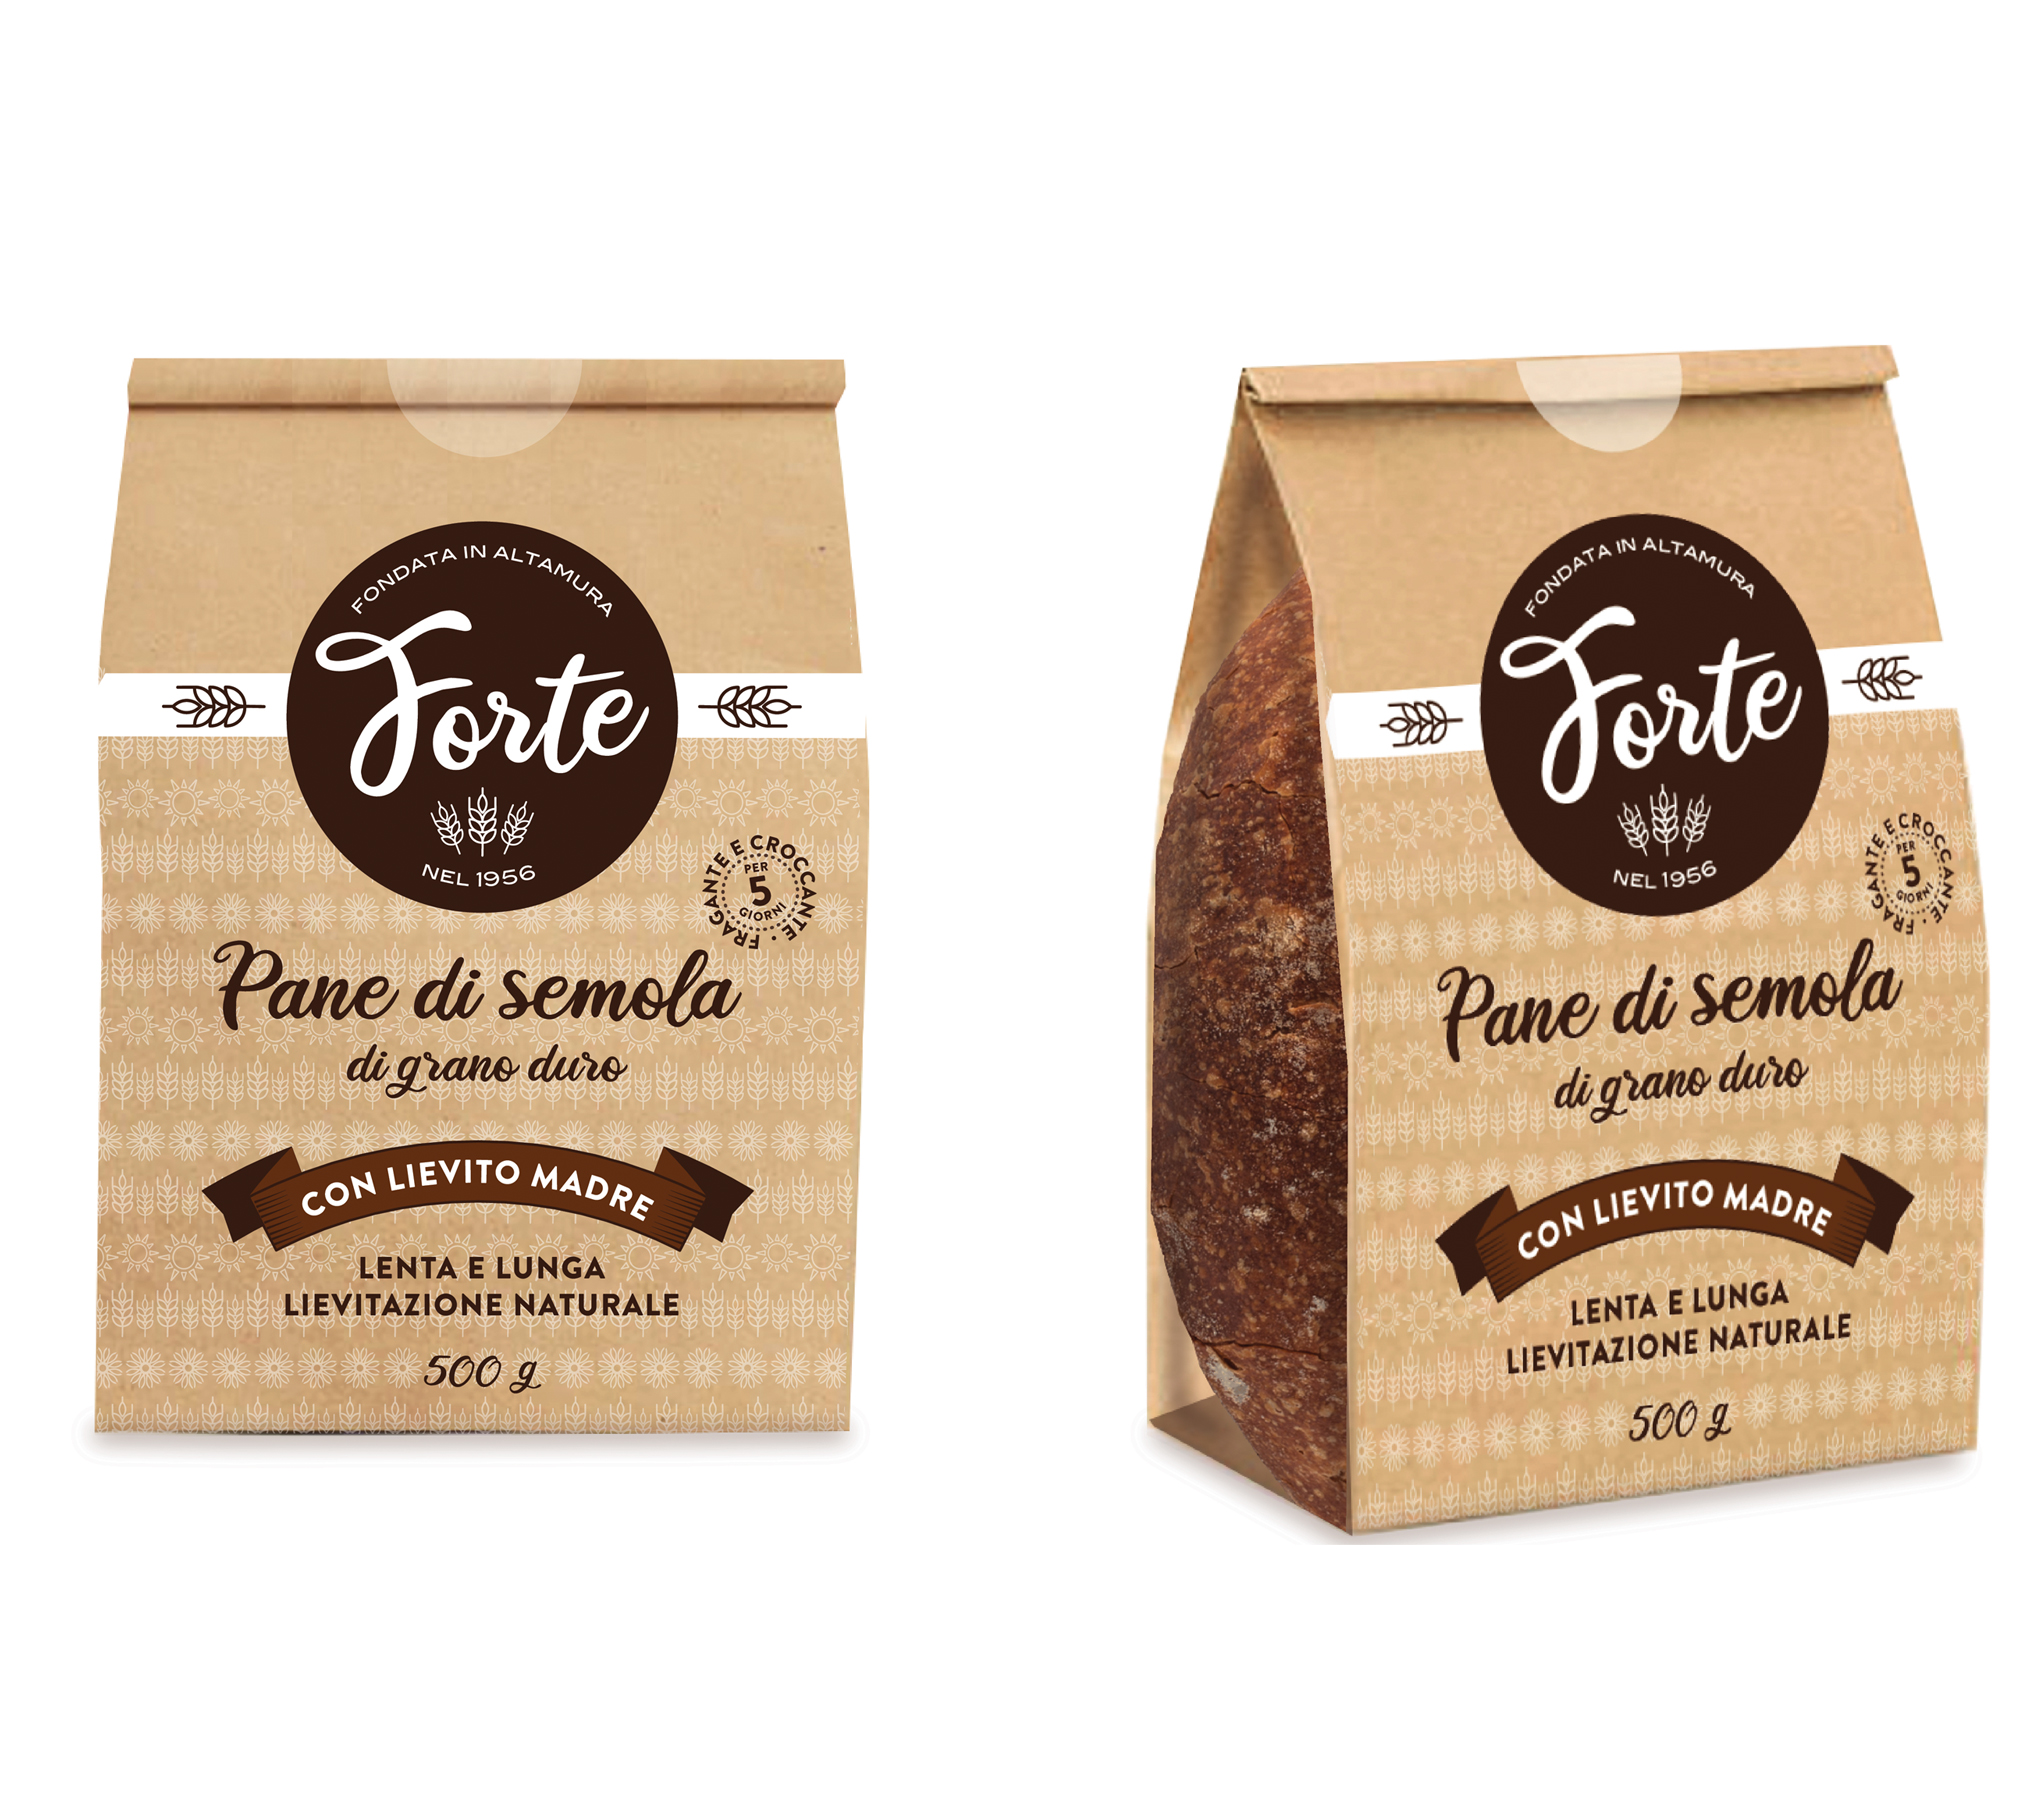 FONDATA IN ALTAMURA
Forte
NEL 1956
FRAGANTE E CROCCANTE •
PER
5
GIORNI
Pane di semola
di grano duro
CON LIEVITO MADRE
LENTA E LUNGA
LIEVITAZIONE NATURALE
500 g
FONDATA IN ALTAMURA
Forte
NEL 1956
FRAGANTE E CROCCANTE •
PER
5
GIORNI
Pane di semola
di grano duro
CON LIEVITO MADRE
LENTA E LUNGA
LIEVITAZIONE NATURALE
500 g